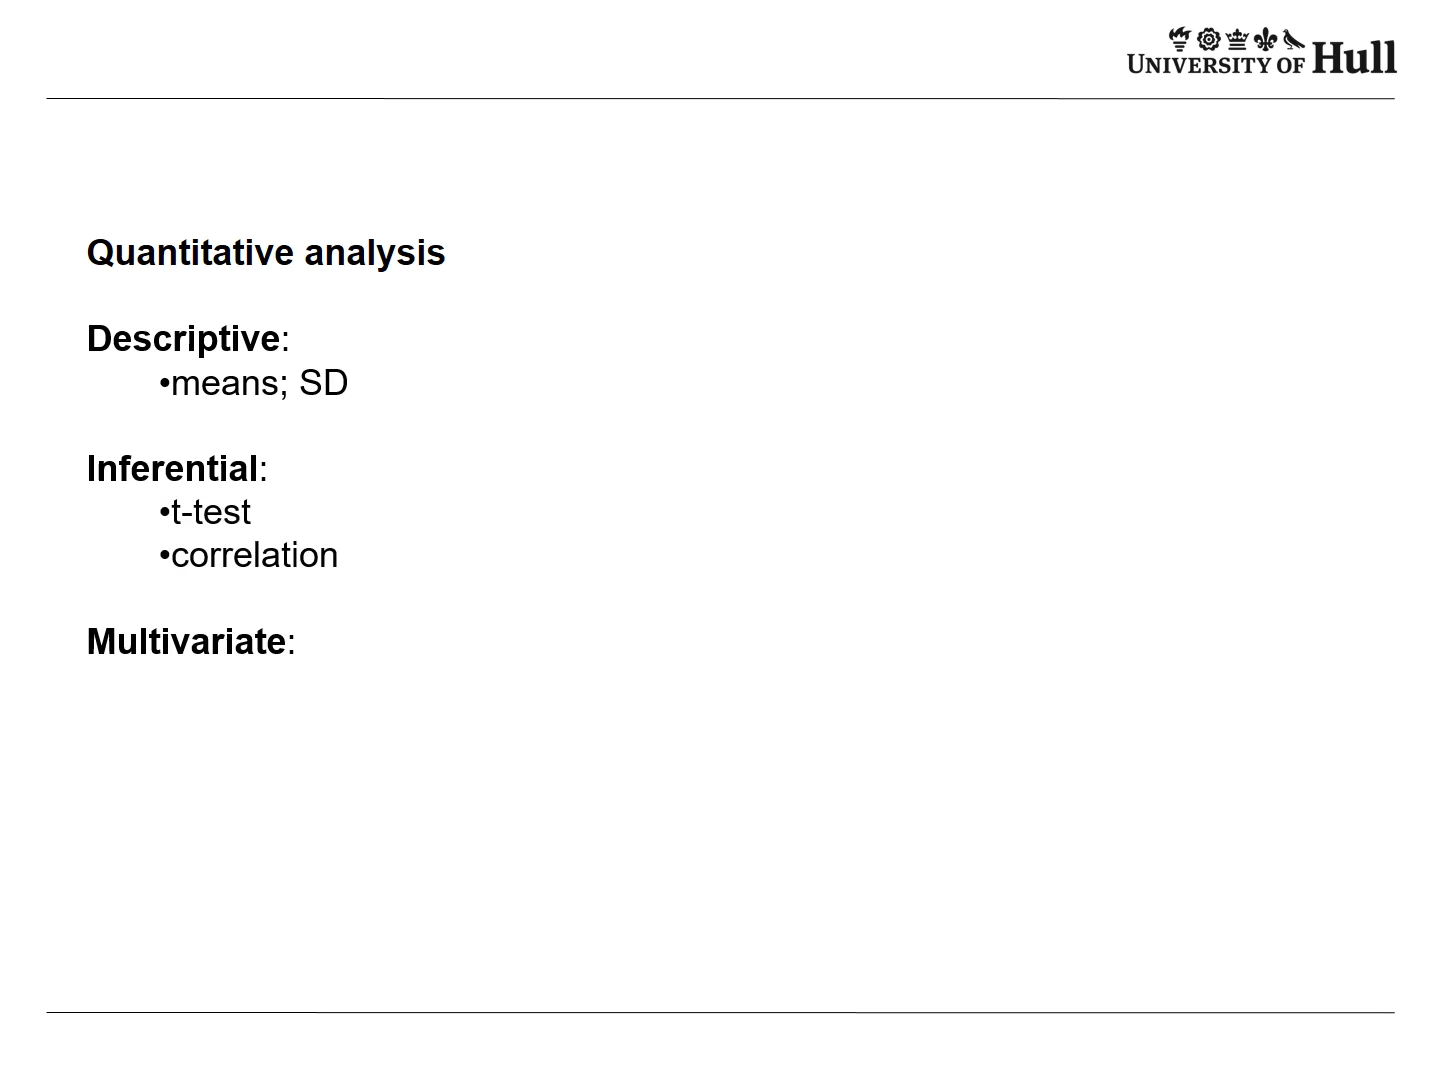 UNIVERSITY OF Hull
Quantitative analysis
Descriptive:
•means; SD
Inferential:
•t-test
•correlation
Multivariate: